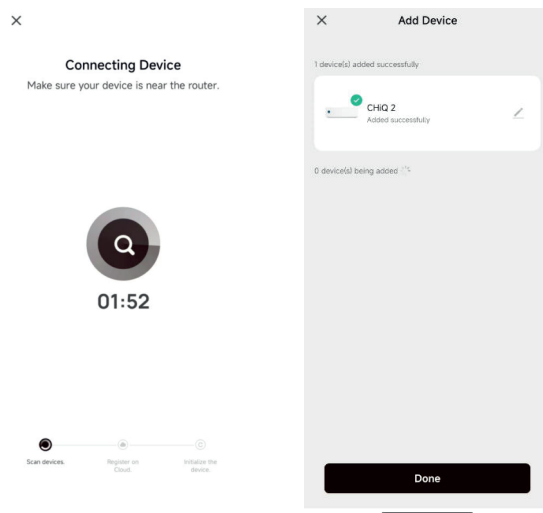 Connecting Device
Make sure your device is near the router.
01:52
Scan devices.
Register on
Cloud.
Initialize the
device.
Add Device
1 device(s) added successfully
CHiQ 2
Added successfully
0 device(s) being added
Done